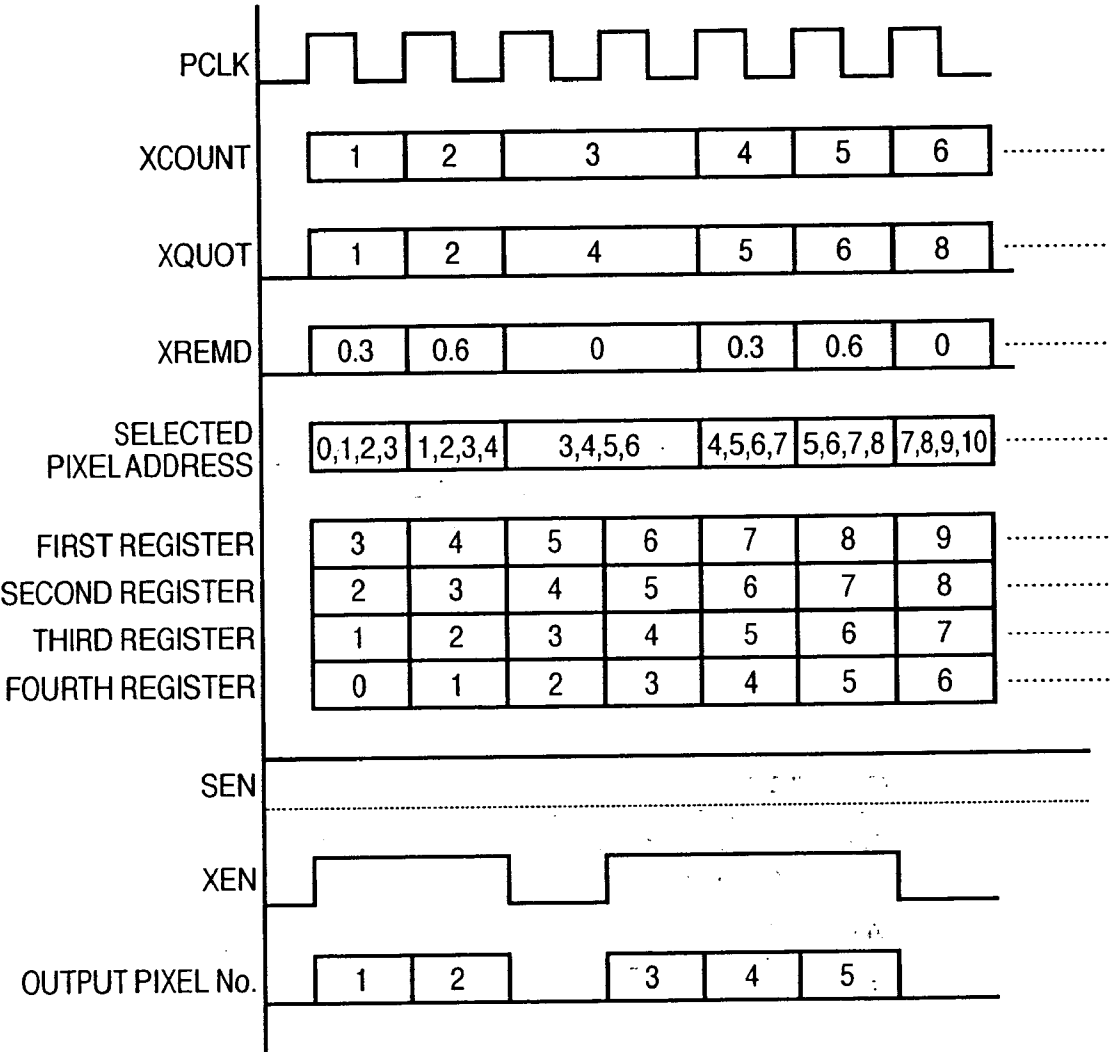 PCLK
XCOUNT 1 2 3 4 5 6
XQUOT 1 2 4 5 6 8
XREMD 0.3 0.6 0 0.3 0.6 0
SELECTED
PIXEL ADDRESS 0,1,2,3 1,2,3,4 3,4,5,6 4,5,6,7 5,6,7,8 7,8,9,10
FIRST REGISTER 3 4 5 6 7 8 9
SECOND REGISTER 2 3 4 5 6 7 8
THIRD REGISTER 1 2 3 4 5 6 7
FOURTH REGISTER 0 1 2 3 4 5 6
SEN
XEN
OUTPUT PIXEL No. 1 2 3 4 5